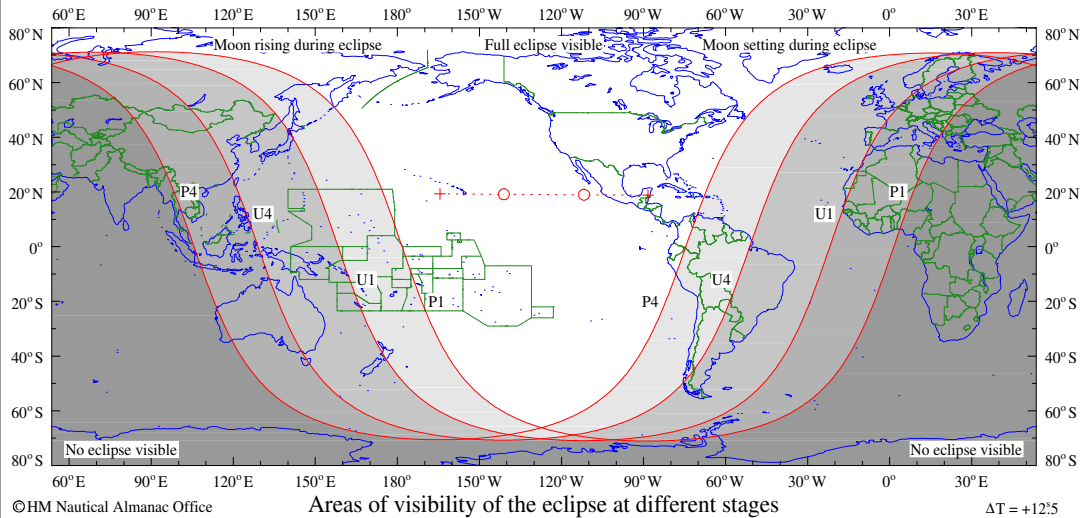 60°E 90°E 120°E 150°E 180° 150°W 120°W 90°W 60°W 30°W 0° 30°E
80°N 80°N
Moon rising during eclipse Full eclipse visible Moon setting during eclipse
60°N 60°N
40°N 40°N
20°N P4 P1 20°N
U4 U1
0° 0°
U1 U4
20°S P1 P4 20°S
40°S 40°S
60°S 60°S
No eclipse visible No eclipse visible
80°S 80°S
60°E 90°E 120°E 150°E 180° 150°W 120°W 90°W 60°W 30°W 0° 30°E
©HM Nautical Almanac Office Areas of visibility of the eclipse at different stages ΔT = +12ˢ.5